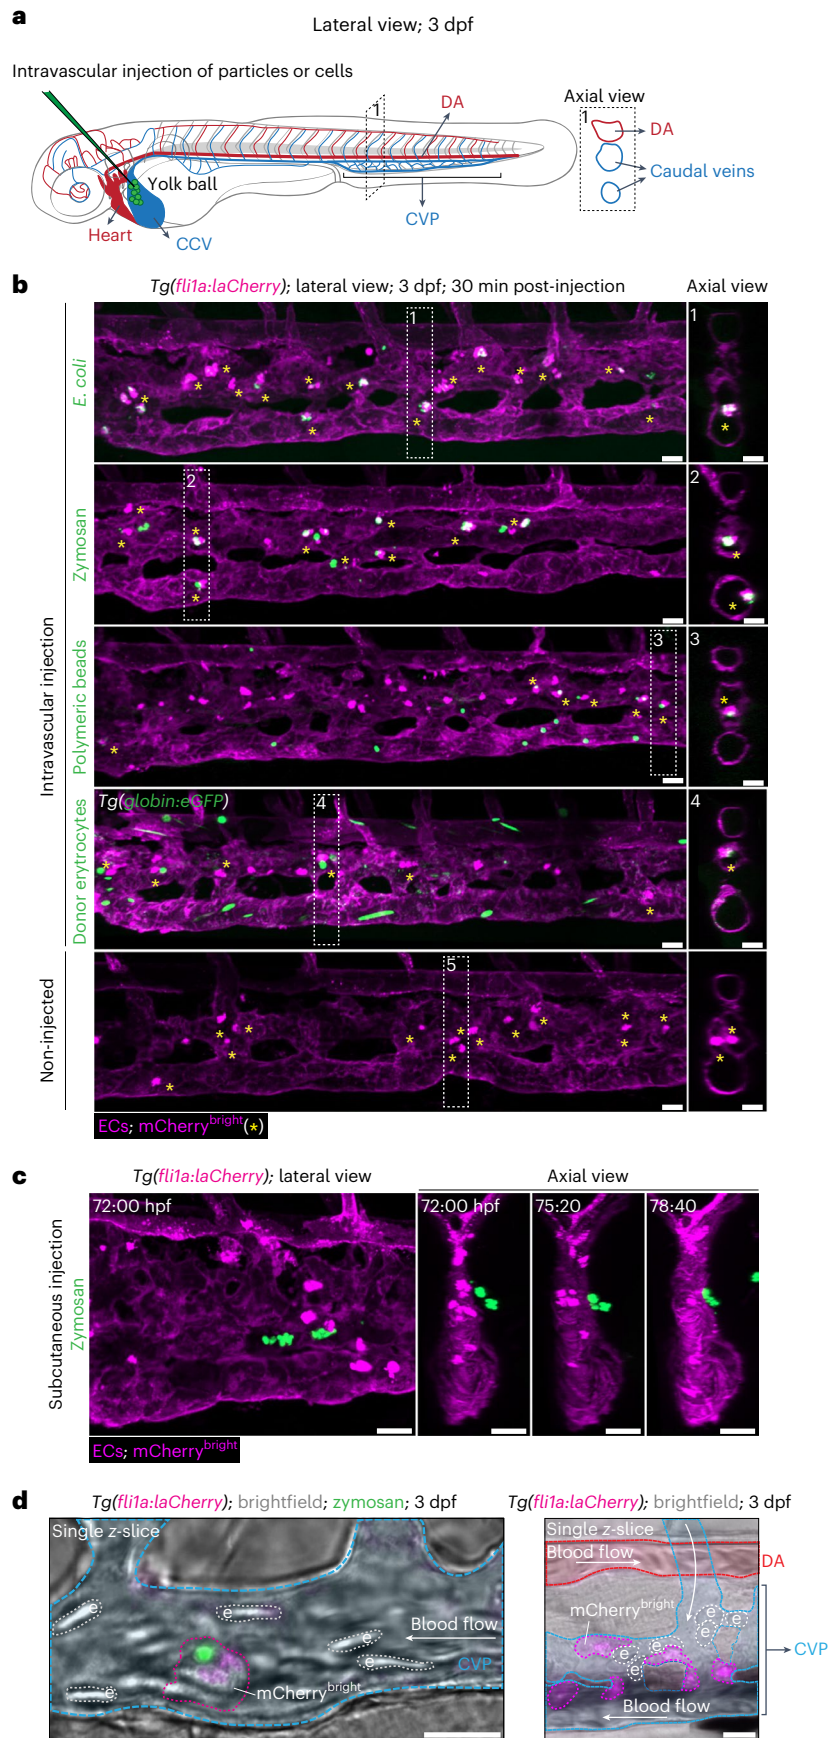 a
Lateral view; 3 dpf
Intravascular injection of particles or cells
1
DA
Axial view
1
DA
Yolk ball
Caudal veins
CVP
Heart
CCV
b
Tg(fli1a:laCherry); lateral view; 3 dpf; 30 min post-injection
Axial view
Intravascular injection
E. coli
1
1
*
Zymosan
2
2
*
Polymeric beads
3
3
*
Donor erytrocytes
Tg(globin:eGFP)
4
4
*
Non-injected
5
*
ECs; mCherrybright(*)
c
Tg(fli1a:laCherry); lateral view
Axial view
Subcutaneous injection
Zymosan
72:00 hpf
72:00 hpf
75:20
78:40
ECs; mCherrybright
d
Tg(fli1a:laCherry); brightfield; zymosan; 3 dpf
Single z-slice
e
e
e
e
e
Blood flow
CVP
mCherrybright
Tg(fli1a:laCherry); brightfield; 3 dpf
Single z-slice
Blood flow
DA
mCherrybright
e
e
e
e
e
e
CVP
Blood flow